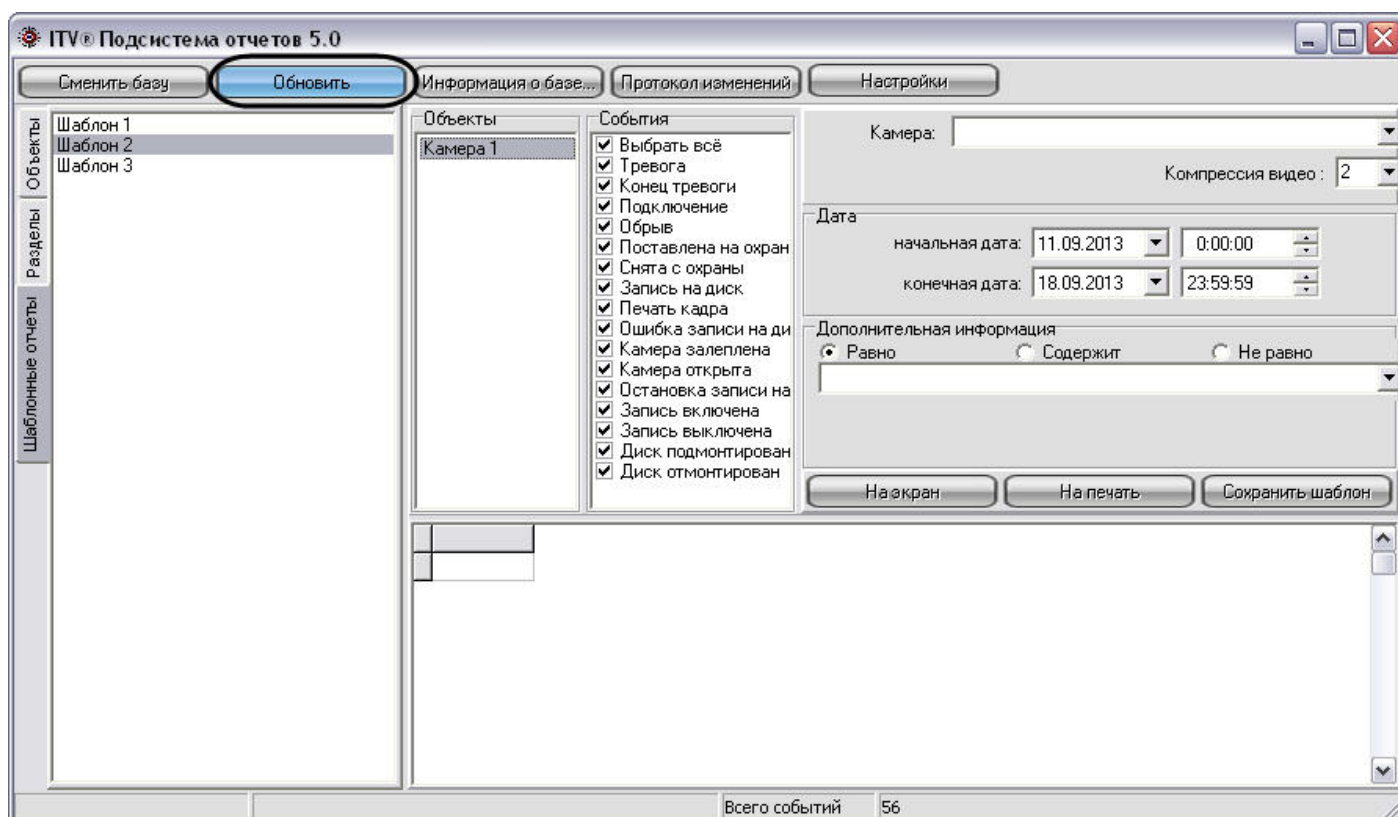 ITV® Подсистема отчетов 5.0
Сменить базу
Обновить
Информация о базе...
Протокол изменений
Настройки
Объекты
Разделы
Шаблонные отчеты
Шаблон 1
Шаблон 2
Шаблон 3
Объекты
Камера 1
События
Выбрать всё
Тревога
Конец тревоги
Подключение
Обрыв
Поставлена на охран
Снята с охраны
Запись на диск
Печать кадра
Ошибка записи на ди
Камера залеплена
Камера открыта
Остановка записи на
Запись включена
Запись выключена
Диск подмонтирован
Диск отмонтирован
Камера:
Компрессия видео : 2
Дата
начальная дата: 11.09.2013 0:00:00
конечная дата: 18.09.2013 23:59:59
Дополнительная информация
Равно Содержит Не равно
На экран
На печать
Сохранить шаблон
Всего событий 56